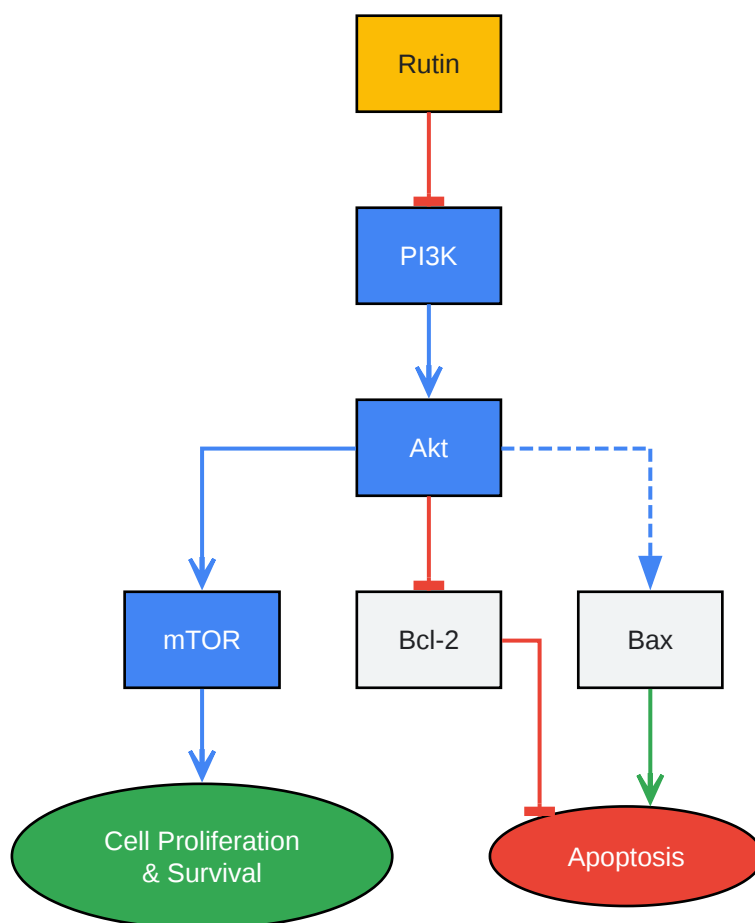 Rutin
PI3K
Akt
mTOR
Bcl-2
Bax
Cell Proliferation
& Survival
Apoptosis